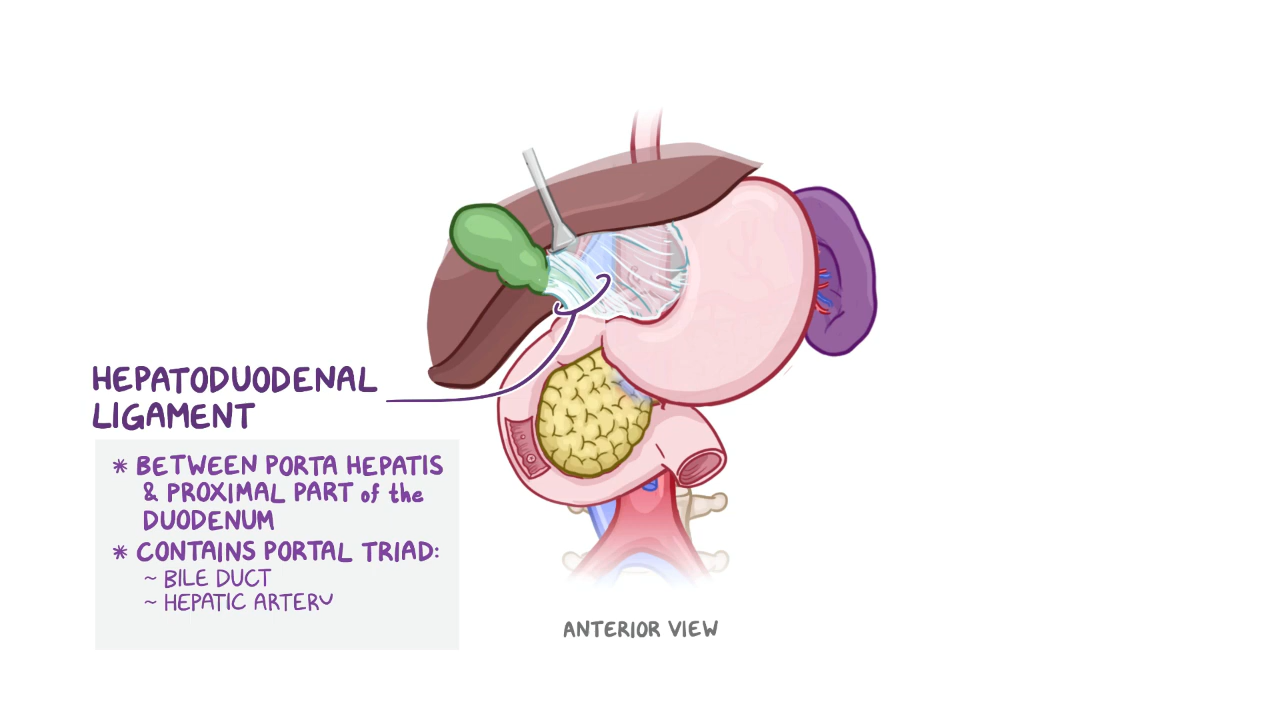 HEPATODUODENAL
LIGAMENT
* BETWEEN PORTA HEPATIS
& PROXIMAL PART of the
DUODENUM
* CONTAINS PORTAL TRIAD:
~ BILE DUCT
~ HEPATIC ARTERY
ANTERIOR VIEW